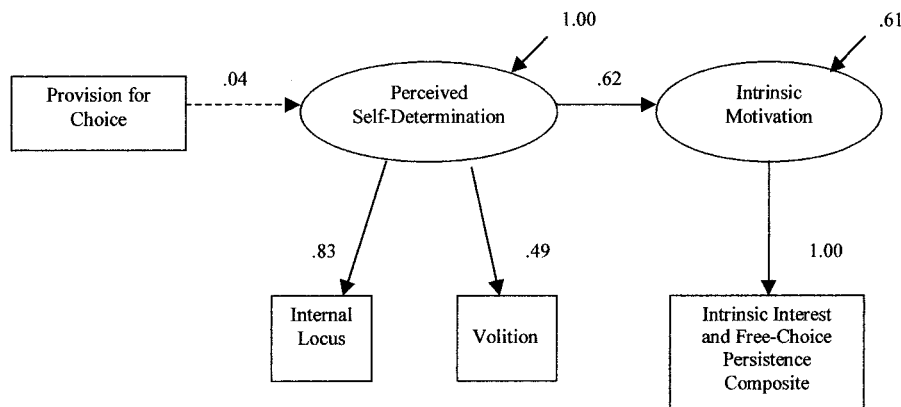 1.00
.61
Provision for
Choice
.04
Perceived
Self-Determination
.62
Intrinsic
Motivation
.83
.49
1.00
Internal
Locus
Volition
Intrinsic Interest
and Free-Choice
Persistence
Composite